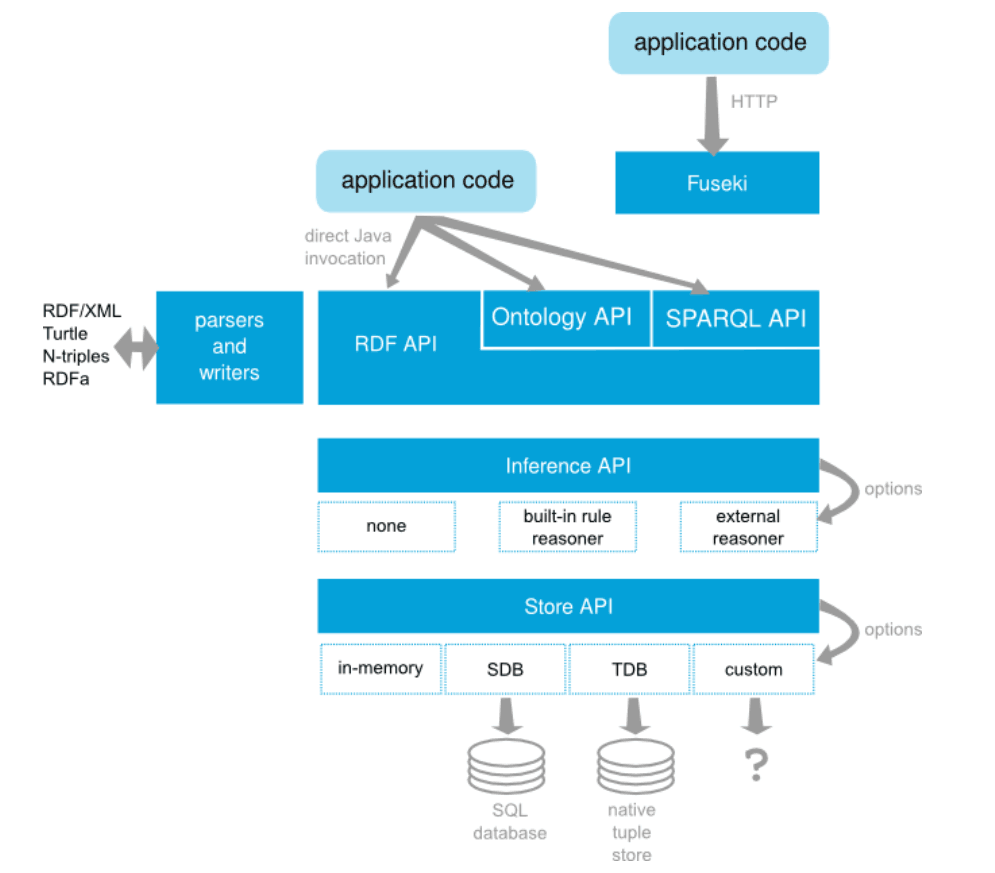 application code
HTTP
Fuseki
application code
direct Java
invocation
RDF/XML
Turtle
N-triples
RDFa
parsers
and
writers
RDF API
Ontology API
SPARQL API
Inference API
options
none
built-in rule
reasoner
external
reasoner
Store API
options
in-memory
SDB
TDB
custom
?
SQL
database
native
tuple
store